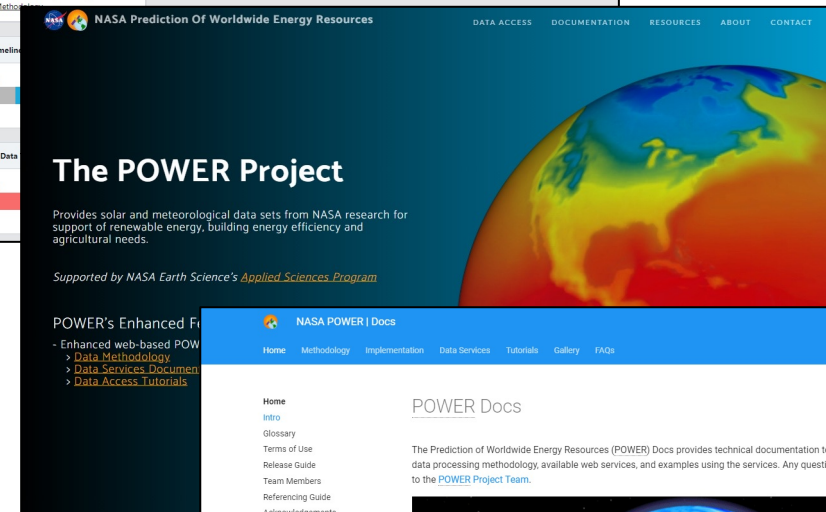 NASA Prediction Of Worldwide Energy Resources
DATA ACCESS DOCUMENTATION RESOURCES ABOUT CONTACT
Data
The POWER Project
Provides solar and meteorological data sets from NASA research for
support of renewable energy, building energy efficiency and
agricultural needs.
Supported by NASA Earth Science's Applied Sciences Program
POWER's Enhanced
- Enhanced web-based POW
> Data Methodology
> Data Services Documen
> Data Access Tutorials
NASA POWER | Docs
Home Methodology Implementation Data Services Tutorials Gallery FAQs
Home
Intro
Glossary
Terms of Use
Release Guide
Team Members
Referencing Guide
POWER Docs
The Prediction of Worldwide Energy Resources (POWER) Docs provides technical documentation
data processing methodology, available web services, and examples using the services. Any
to the POWER Project Team.